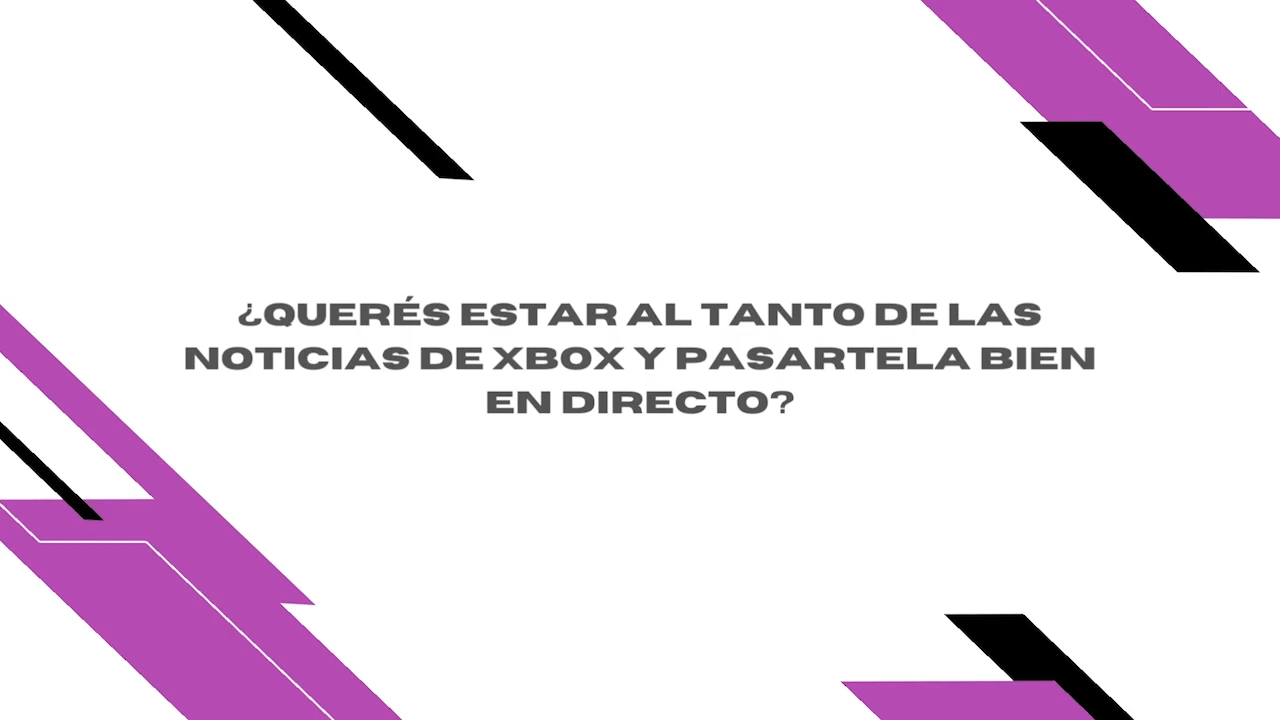 ¿QUERÉS ESTAR AL TANTO DE LAS
NOTICIAS DE XBOX Y PASARTELA BIEN
EN DIRECTO?